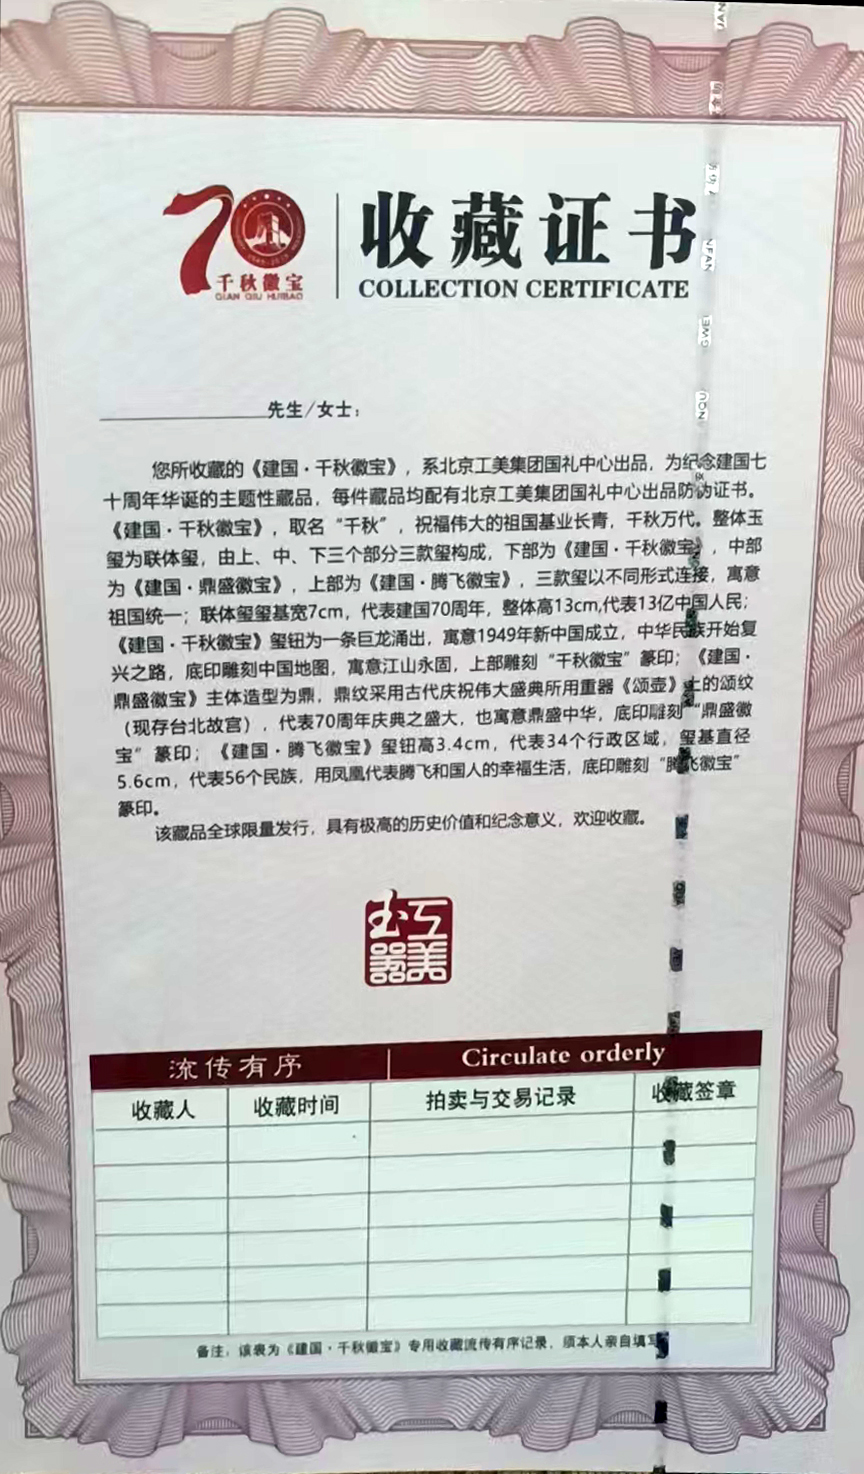 70
千秋徽宝
QIAN QIU HUIBAO
收藏证书
COLLECTION CERTIFICATE
先生/女士：
您所收藏的《建国·千秋徽宝》，系北京工美集团国礼中心出品，为纪念建国七
十周年华诞的主题性藏品，每件藏品均配有北京工美集团国礼中心出品防伪证书。
《建国·千秋徽宝》，取名“千秋”，祝福伟大的祖国基业长青，千秋万代。整体玉
玺为联体玺，由上、中、下三个部分三款玺构成，下部为《建国·千秋徽宝》，中部
为《建国·鼎盛徽宝》，上部为《建国·腾飞徽宝》，三款玺以不同形式连接，寓意
祖国统一；联体玺玺基宽7cm，代表建国70周年，整体高13cm,代表13亿中国人民；
《建国·千秋徽宝》玺钮为一条巨龙涌出，寓意1949年新中国成立，中华民族开始复
兴之路，底印雕刻中国地图，寓意江山永固，上部雕刻“千秋徽宝”篆印；《建国·
鼎盛徽宝》主体造型为鼎，鼎纹采用古代庆祝伟大盛典所用重器《颂壶》上的颂纹
（现存台北故宫），代表70周年庆典之盛大，也寓意鼎盛中华，底印雕刻“鼎盛徽
宝”篆印；《建国·腾飞徽宝》玺钮高3.4cm，代表34个行政区域，玺基直径
5.6cm，代表56个民族，用凤凰代表腾飞和国人的幸福生活，底印雕刻“腾飞徽宝”
篆印。
该藏品全球限量发行，具有极高的历史价值和纪念意义，欢迎收藏。
工美
玉器
流传有序 Circulate orderly
收藏人 收藏时间 拍卖与交易记录 收藏签章
备注：该表为《建国·千秋徽宝》专用收藏流传有序记录，须本人亲自填写